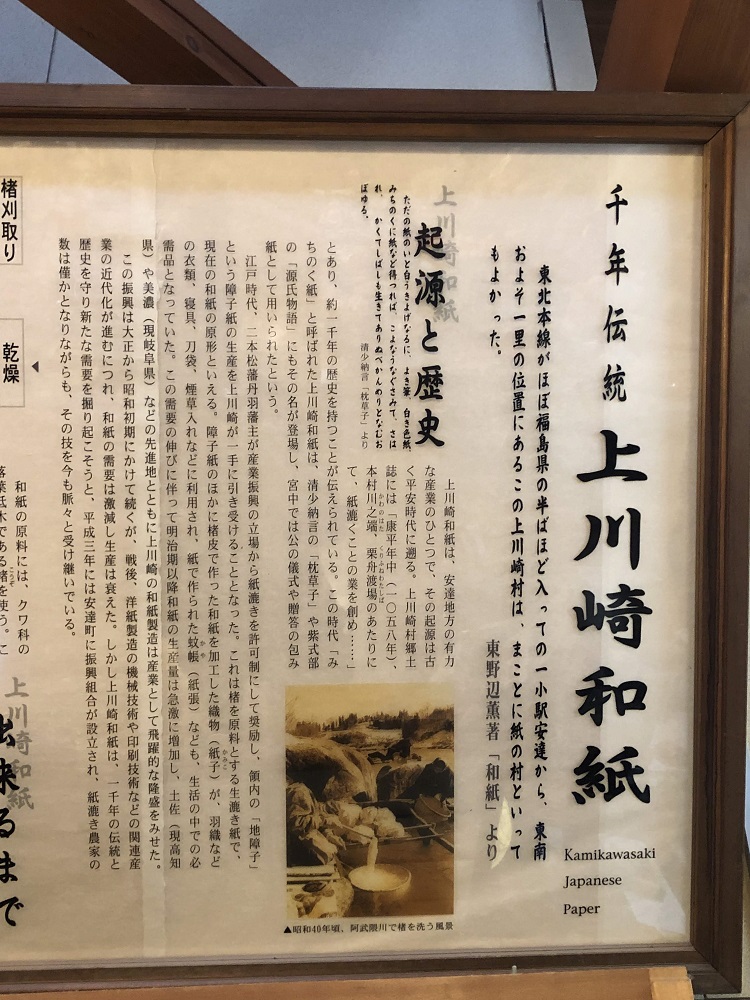 千年伝統 上川崎和紙
Kamikawasaki
Japanese
Paper
東北本線がほぼ福島県の半ばほど入っての一小駅安達から、東南
およそ一里の位置にあるこの上川崎村は、まことに紙の村といって
もよかった。
東野辺薫著「和紙」より
上川崎和紙
起源と歴史
ただの紙のいと白うきよげなるに、よき筆、白き色紙、
みちのくに紙など得つれば、こよなうなぐさみて、さは
れ、かくてしばしも生きてありぬべかんめりとなむお
ぼゆる。
清少納言「枕草子」より
上川崎和紙は、安達地方の有力
な産業のひとつで、その起源は古
く平安時代に遡る。上川崎村郷土
誌には「康平年中(一〇五八年)、
本村川之端、栗舟渡場のあたりに
かわのはた くりふねわたしば
て、紙漉くことの業を創め……」
とあり、約一千年の歴史を持つことが伝えられている。この時代「み
ちのく紙」と呼ばれた上川崎和紙は、清少納言の「枕草子」や紫式部
の「源氏物語」にもその名が登場し、宮中では公の儀式や贈答の包み
紙として用いられたという。
江戸時代、二本松藩丹羽藩主が産業振興の立場から紙漉きを許可制にして奨励し、領内の「地障子」
という障子紙の生産を上川崎が一手に引き受けることとなった。これは楮を原料とする生漉き紙で、
現在の和紙の原形といえる。障子紙のほかに楮皮で作った和紙を加工した織物(紙子)が、羽織など
かみこ
の衣類、寝具、刀袋、煙草入れなどに利用され、紙で作られた蚊帳(紙張)なども、生活の中での必
かや
需品となっていた。この需要の伸びに伴って明治期以降和紙の生産量は急激に増加し、土佐(現高知
県)や美濃(現岐阜県)などの先進地とともに上川崎の和紙製造は産業として飛躍的な隆盛をみせた。
この振興は大正から昭和初期にかけて続くが、戦後、洋紙製造の機械技術や印刷技術などの関連産
業の近代化が進むにつれ、和紙の需要は激減し生産は衰えた。しかし上川崎和紙は、一千年の伝統と
歴史を守り新たな需要を掘り起こそうと、平成三年には安達町に振興組合が設立され、紙漉き農家の
数は僅かとなりながらも、その技を今も脈々と受け継いでいる。
▲昭和40年頃、阿武隈川で楮を洗う風景
楮刈取り
乾燥
上川崎和紙
出来るまで
和紙の原料には、クワ科の
落葉低木である楮を使う。こ